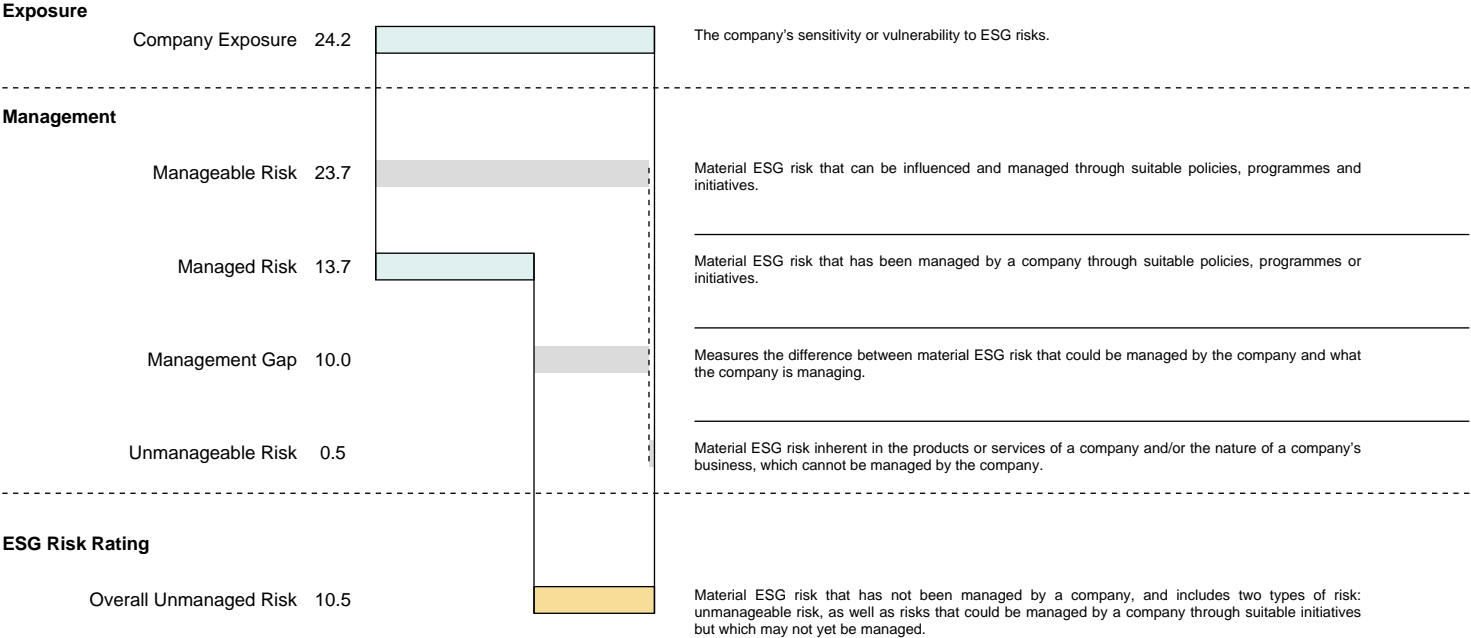 Exposure
Company Exposure 24.2
The company’s sensitivity or vulnerability to ESG risks.
Management
Manageable Risk 23.7
Material ESG risk that can be influenced and managed through suitable policies, programmes and
initiatives.
Managed Risk 13.7
Material ESG risk that has been managed by a company through suitable policies, programmes or
initiatives.
Management Gap 10.0
Measures the difference between material ESG risk that could be managed by the company and what
the company is managing.
Unmanageable Risk 0.5
Material ESG risk inherent in the products or services of a company and/or the nature of a company’s
business, which cannot be managed by the company.
ESG Risk Rating
Overall Unmanaged Risk 10.5
Material ESG risk that has not been managed by a company, and includes two types of risk:
unmanageable risk, as well as risks that could be managed by a company through suitable initiatives
but which may not yet be managed.